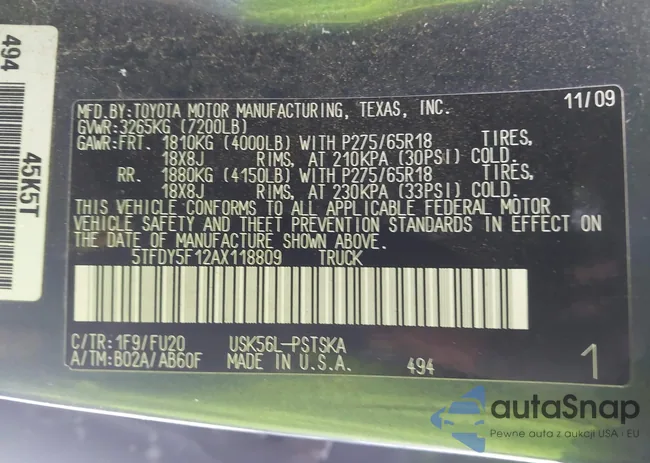 494
45K5T
MFD.BY:TOYOTA MOTOR MANUFACTURING, TEXAS, INC. 11/09
GVWR:3265KG (7200LB)
GAWR:FRT. 1810KG (4000LB) WITH P275/65R18 TIRES,
18X8J RIMS, AT 210KPA (30PSI) COLD.
RR. 1880KG (4150LB) WITH P275/65R18 TIRES,
18X8J RIMS, AT 230KPA (33PSI) COLD.
THIS VEHICLE CONFORMS TO ALL APPLICABLE FEDERAL MOTOR
VEHICLE SAFETY AND THEFT PREVENTION STANDARDS IN EFFECT ON
THE DATE OF MANUFACTURE SHOWN ABOVE.
5TFDY5F12AX118809 TRUCK
C/TR:1F9/FU20 USK56L-PSTSKA
A/TM:B02A/AB60F MADE IN U.S.A. 494 1
autaSnap
autaSnap
Pewne auta z aukcji USA i EU